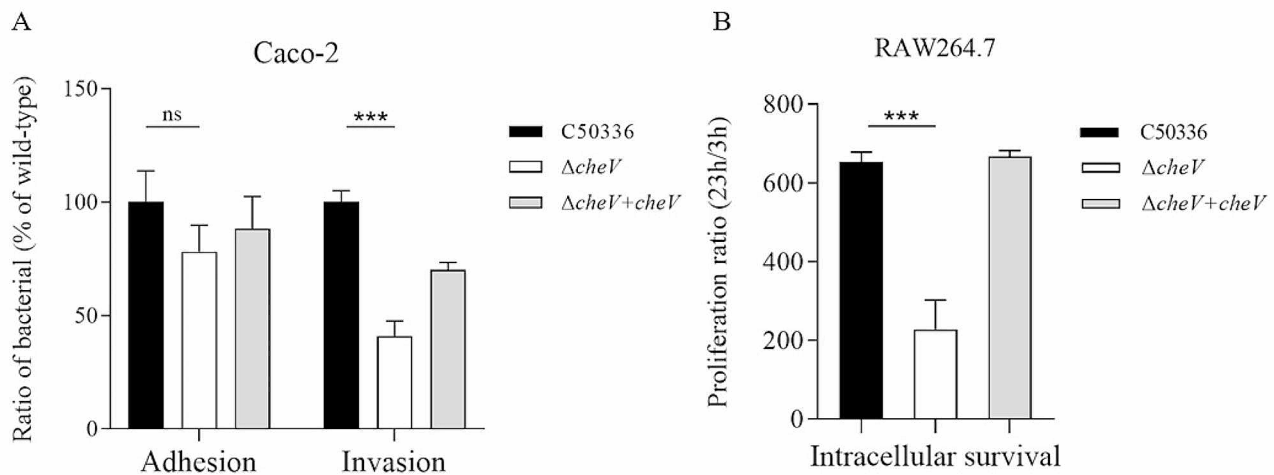 A
Caco-2
Ratio of bacterial (% of wild-type)
150
100
50
0
ns
***
Adhesion
Invasion
C50336
ΔcheV
ΔcheV+cheV
B
RAW264.7
Proliferation ratio (23h/3h)
800
600
400
200
0
***
Intracellular survival
C50336
ΔcheV
ΔcheV+cheV